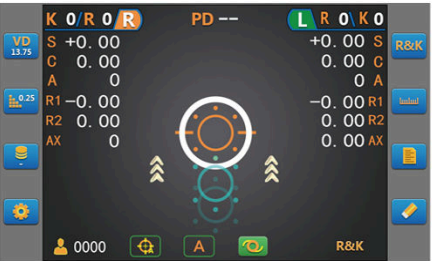 K 0/R 0 R PD -- L R 0\K 0
VD 13.75
S +0.00 +0.00 S
R&K
C 0.00 0.00 C
A 0 0 A
0.25
R1 -0.00 -0.00 R1
R2 0.00 0.00 R2
AX 0 0.00 AX
0000 A R&K